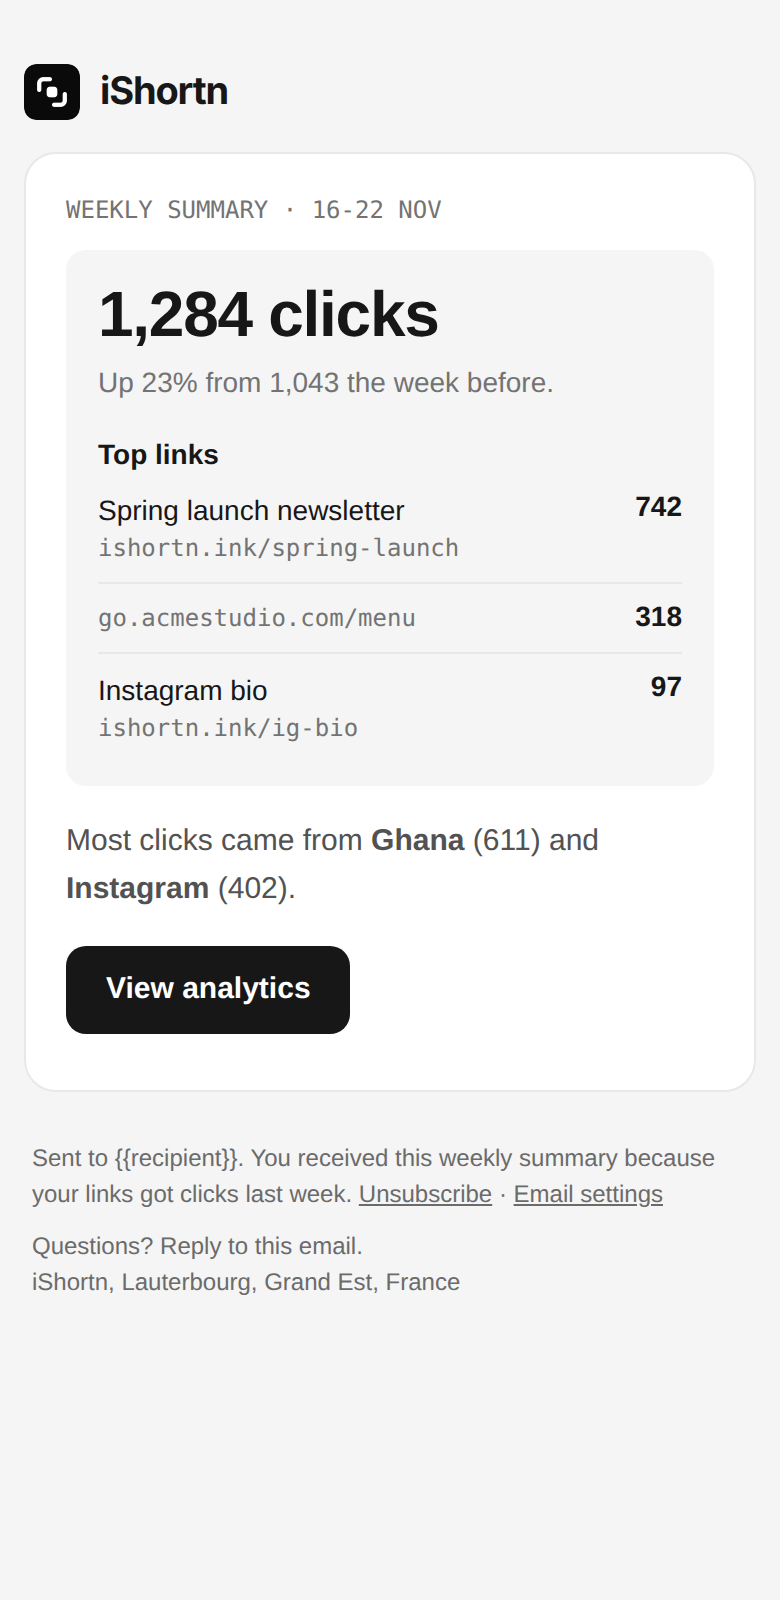 iShortn
WEEKLY SUMMARY · 16-22 NOV
1,284 clicks
Up 23% from 1,043 the week before.
Top links
Spring launch newsletter 742
ishortn.ink/spring-launch
go.acmestudio.com/menu 318
Instagram bio 97
ishortn.ink/ig-bio
Most clicks came from Ghana (611) and
Instagram (402).
View analytics
Sent to {{recipient}}. You received this weekly summary because
your links got clicks last week. Unsubscribe · Email settings
Questions? Reply to this email.
iShortn, Lauterbourg, Grand Est, France